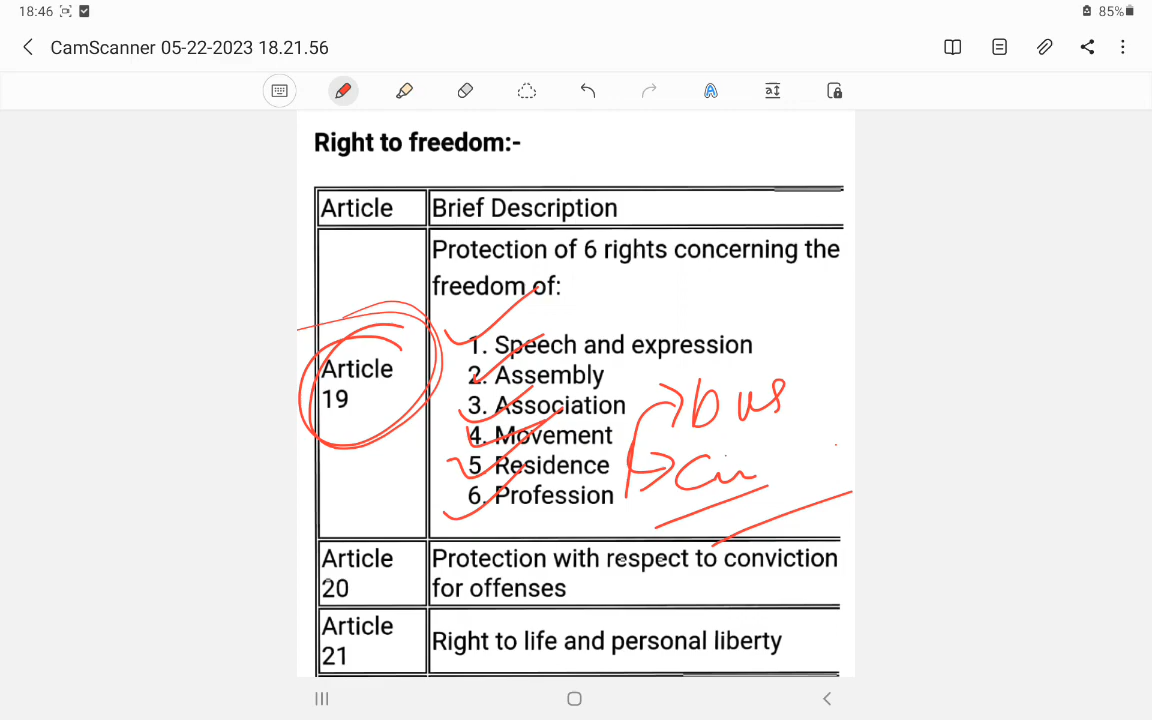 18:46
85%
CamScanner 05-22-2023 18.21.56
Right to freedom:-
Article Brief Description
Protection of 6 rights concerning the
freedom of:
1. Speech and expression
Article 2. Assembly
19 3. Association
4. Movement
5. Residence
6. Profession
Article Protection with respect to conviction
20 for offenses
Article
21 Right to life and personal liberty